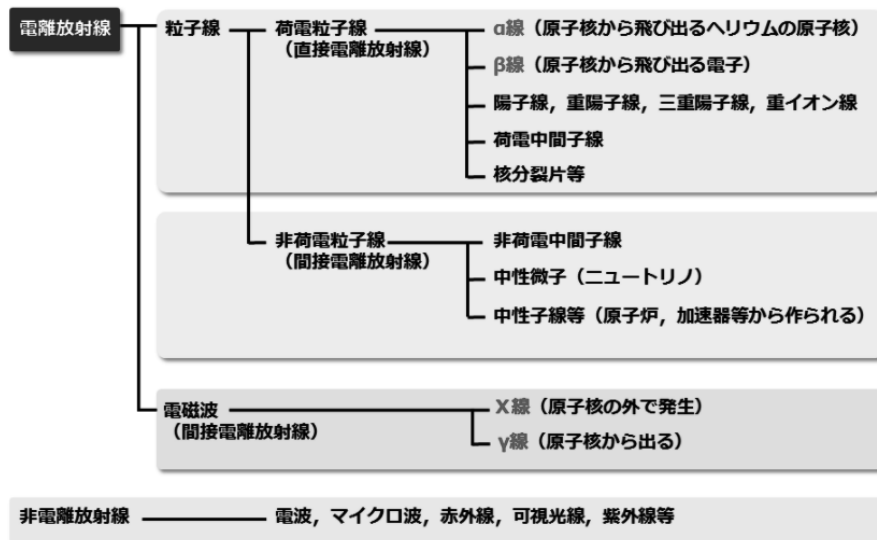 電離放射線
粒子線
荷電粒子線
(直接電離放射線)
α線(原子核から飛び出るヘリウムの原子核)
β線(原子核から飛び出る電子)
陽子線,重陽子線,三重陽子線,重イオン線
荷電中間子線
核分裂片等
非荷電粒子線
(間接電離放射線)
非荷電中間子線
中性微子(ニュートリノ)
中性子線等(原子炉,加速器等から作られる)
電磁波
(間接電離放射線)
X線(原子核の外で発生)
γ線(原子核から出る)
非電離放射線
電波,マイクロ波,赤外線,可視光線,紫外線等